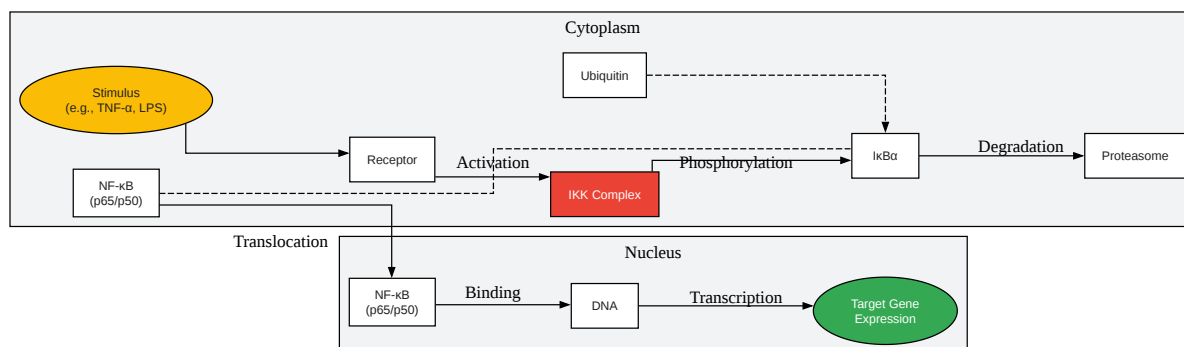 Cytoplasm
Ubiquitin
Stimulus
(e.g., TNF-α, LPS)
Receptor
Activation
Phosphorylation
IκBα
Degradation
Proteasome
NF-κB
(p65/p50)
IKK Complex
Translocation
Nucleus
NF-κB
(p65/p50)
Binding
DNA
Transcription
Target Gene
Expression